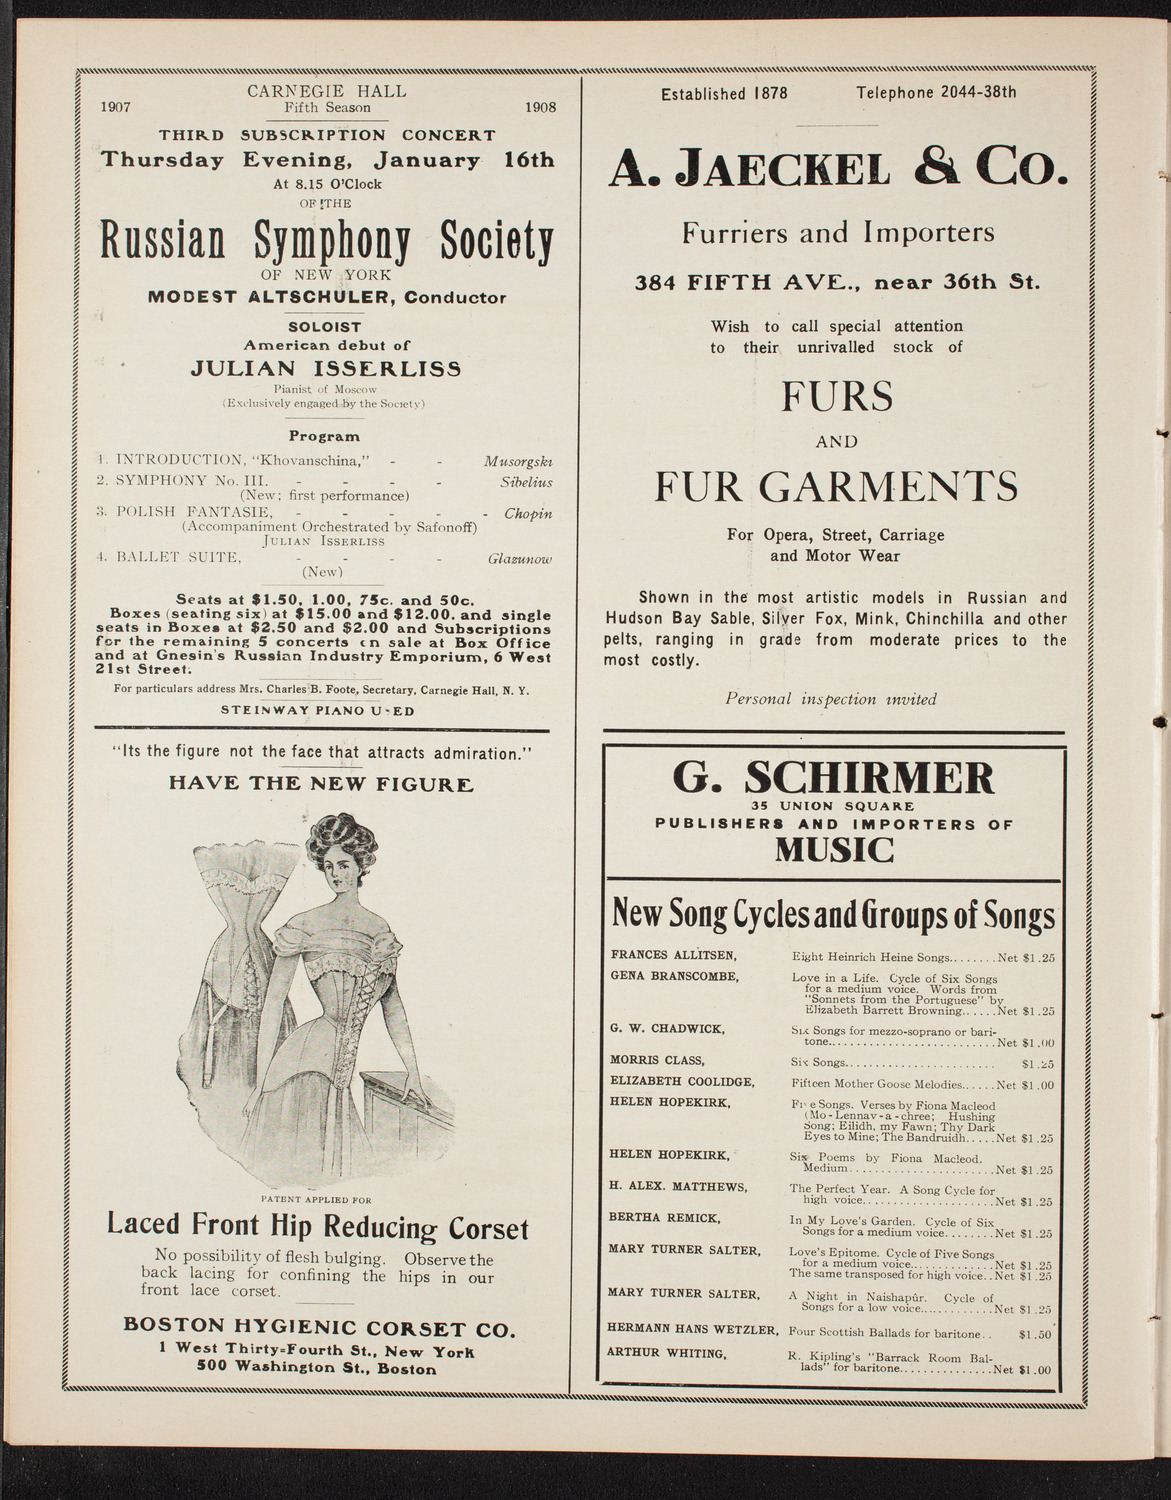 CARNEGIE HALL
1907 Fifth Season 1908
THIRD SUBSCRIPTION CONCERT
Thursday Evening, January 16th
At 8.15 O'Clock
OF THE
Russian Symphony Society
OF NEW YORK
MODEST ALTSCHULER, Conductor
SOLOIST
American debut of
JULIAN ISSERLISS
Pianist of Moscow
(Exclusively engaged by the Society)
Program
1. INTRODUCTION, "Khovanschina," - - Musorgski
2. SYMPHONY No. III. - - - - Sibelius
(New; first performance)
3. POLISH FANTASIE, - - - - - Chopin
(Accompaniment Orchestrated by Safonoff)
JULIAN ISSERLISS
4. BALLET SUITE, - - - - Glazunow
(New)
Seats at $1.50, 1.00, 75c. and 50c.
Boxes (seating six) at $15.00 and $12.00. and single
seats in Boxes at $2.50 and $2.00 and Subscriptions
for the remaining 5 concerts on sale at Box Office
and at Gnesin's Russian Industry Emporium, 6 West
21st Street.
For particulars address Mrs. Charles B. Foote, Secretary, Carnegie Hall, N. Y.
STEINWAY PIANO USED
"Its the figure not the face that attracts admiration."
HAVE THE NEW FIGURE
PATENT APPLIED FOR
Laced Front Hip Reducing Corset
No possibility of flesh bulging. Observe the
back lacing for confining the hips in our
front lace corset.
BOSTON HYGIENIC CORSET CO.
1 West Thirty=Fourth St., New York
500 Washington St., Boston
Established 1878 Telephone 2044-38th
A. JAECKEL & CO.
Furriers and Importers
384 FIFTH AVE., near 36th St.
Wish to call special attention
to their unrivalled stock of
FURS
AND
FUR GARMENTS
For Opera, Street, Carriage
and Motor Wear
Shown in the most artistic models in Russian and
Hudson Bay Sable, Silver Fox, Mink, Chinchilla and other
pelts, ranging in grade from moderate prices to the
most costly.
Personal inspection invited
G. SCHIRMER
35 UNION SQUARE
PUBLISHERS AND IMPORTERS OF
MUSIC
New Song Cycles and Groups of Songs
FRANCES ALLITSEN, Eight Heinrich Heine Songs........Net $1.25
GENA BRANSCOMBE, Love in a Life. Cycle of Six Songs
for a medium voice. Words from
"Sonnets from the Portuguese" by
Elizabeth Barrett Browning......Net $1.25
G. W. CHADWICK, Six Songs for mezzo-soprano or bari-
tone..........................Net $1.00
MORRIS CLASS, Six Songs........................ $1.25
ELIZABETH COOLIDGE, Fifteen Mother Goose Melodies......Net $1.00
HELEN HOPEKIRK, Five Songs. Verses by Fiona Macleod
(Mo-Lennav-a-chree; Hushing
Song; Eilidh, my Fawn; Thy Dark
Eyes to Mine; The Bandruidh.....Net $1.25
HELEN HOPEKIRK, Six Poems by Fiona Macleod.
Medium.......................Net $1.25
H. ALEX. MATTHEWS, The Perfect Year. A Song Cycle for
high voice.....................Net $1.25
BERTHA REMICK, In My Love's Garden. Cycle of Six
Songs for a medium voice........Net $1.25
MARY TURNER SALTER, Love's Epitome. Cycle of Five Songs
for a medium voice..............Net $1.25
The same transposed for high voice..Net $1.25
MARY TURNER SALTER, A Night in Naishapûr. Cycle of
Songs for a low voice............Net $1.25
HERMANN HANS WETZLER, Four Scottish Ballads for baritone.. $1.50
ARTHUR WHITING, R. Kipling's "Barrack Room Bal-
lads" for baritone...............Net $1.00